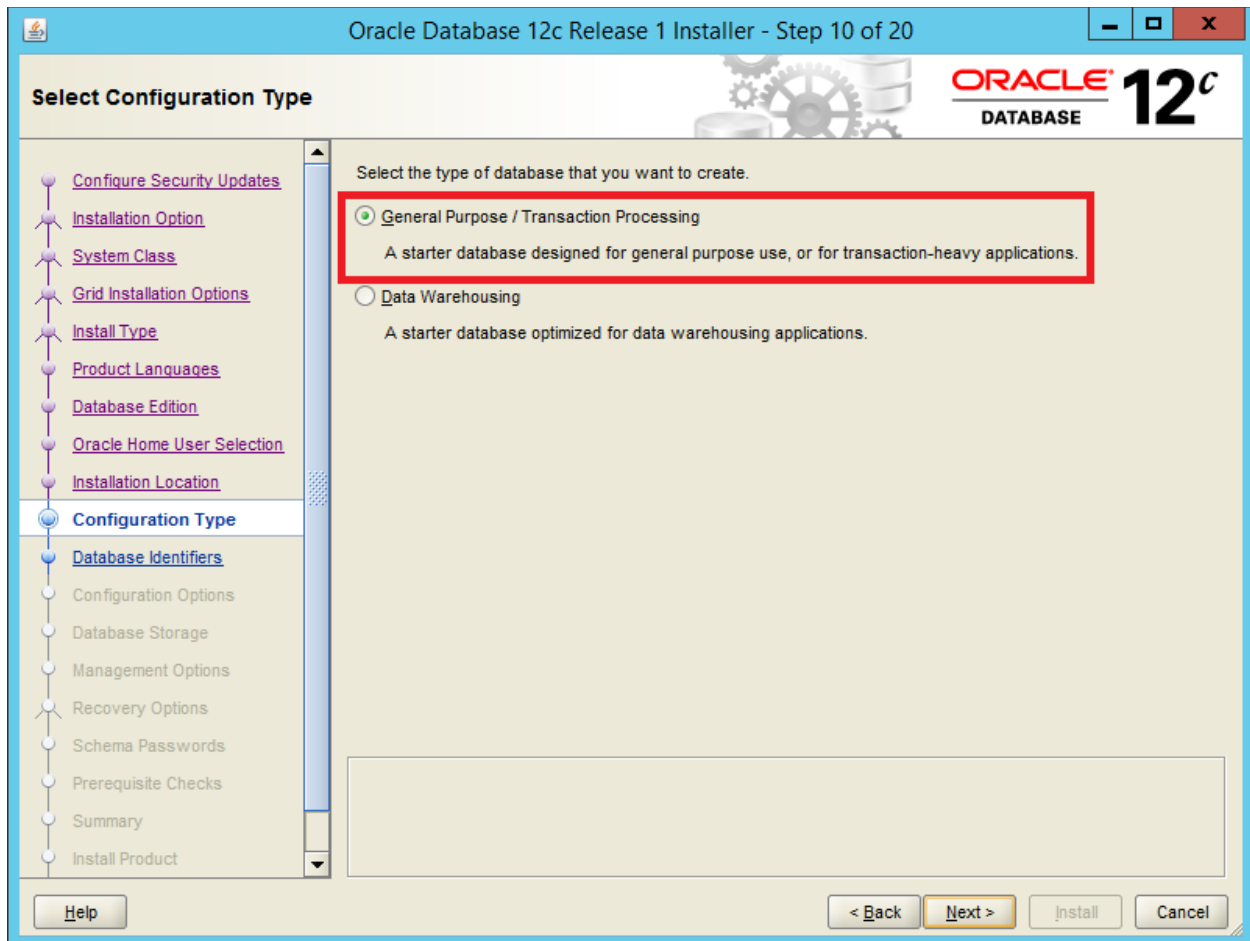 Oracle Database 12c Release 1 Installer - Step 10 of 20
Select Configuration Type
ORACLE
DATABASE
12c
Configure Security Updates
Installation Option
System Class
Grid Installation Options
Install Type
Product Languages
Database Edition
Oracle Home User Selection
Installation Location
Configuration Type
Database Identifiers
Configuration Options
Database Storage
Management Options
Recovery Options
Schema Passwords
Prerequisite Checks
Summary
Install Product
Select the type of database that you want to create.
General Purpose / Transaction Processing
A starter database designed for general purpose use, or for transaction-heavy applications.
Data Warehousing
A starter database optimized for data warehousing applications.
Help
< Back
Next >
Install
Cancel